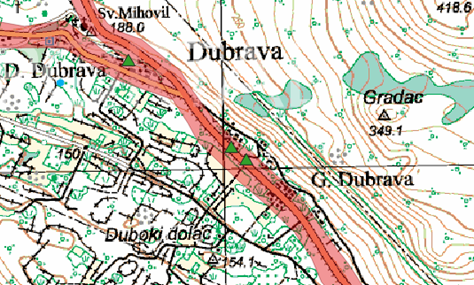 Sv.Mihovil
188.0
418.6
Dubrava
D. Dubrava
Gradac
349.1
150
G. Dubrava
Duboki dolac
154.1